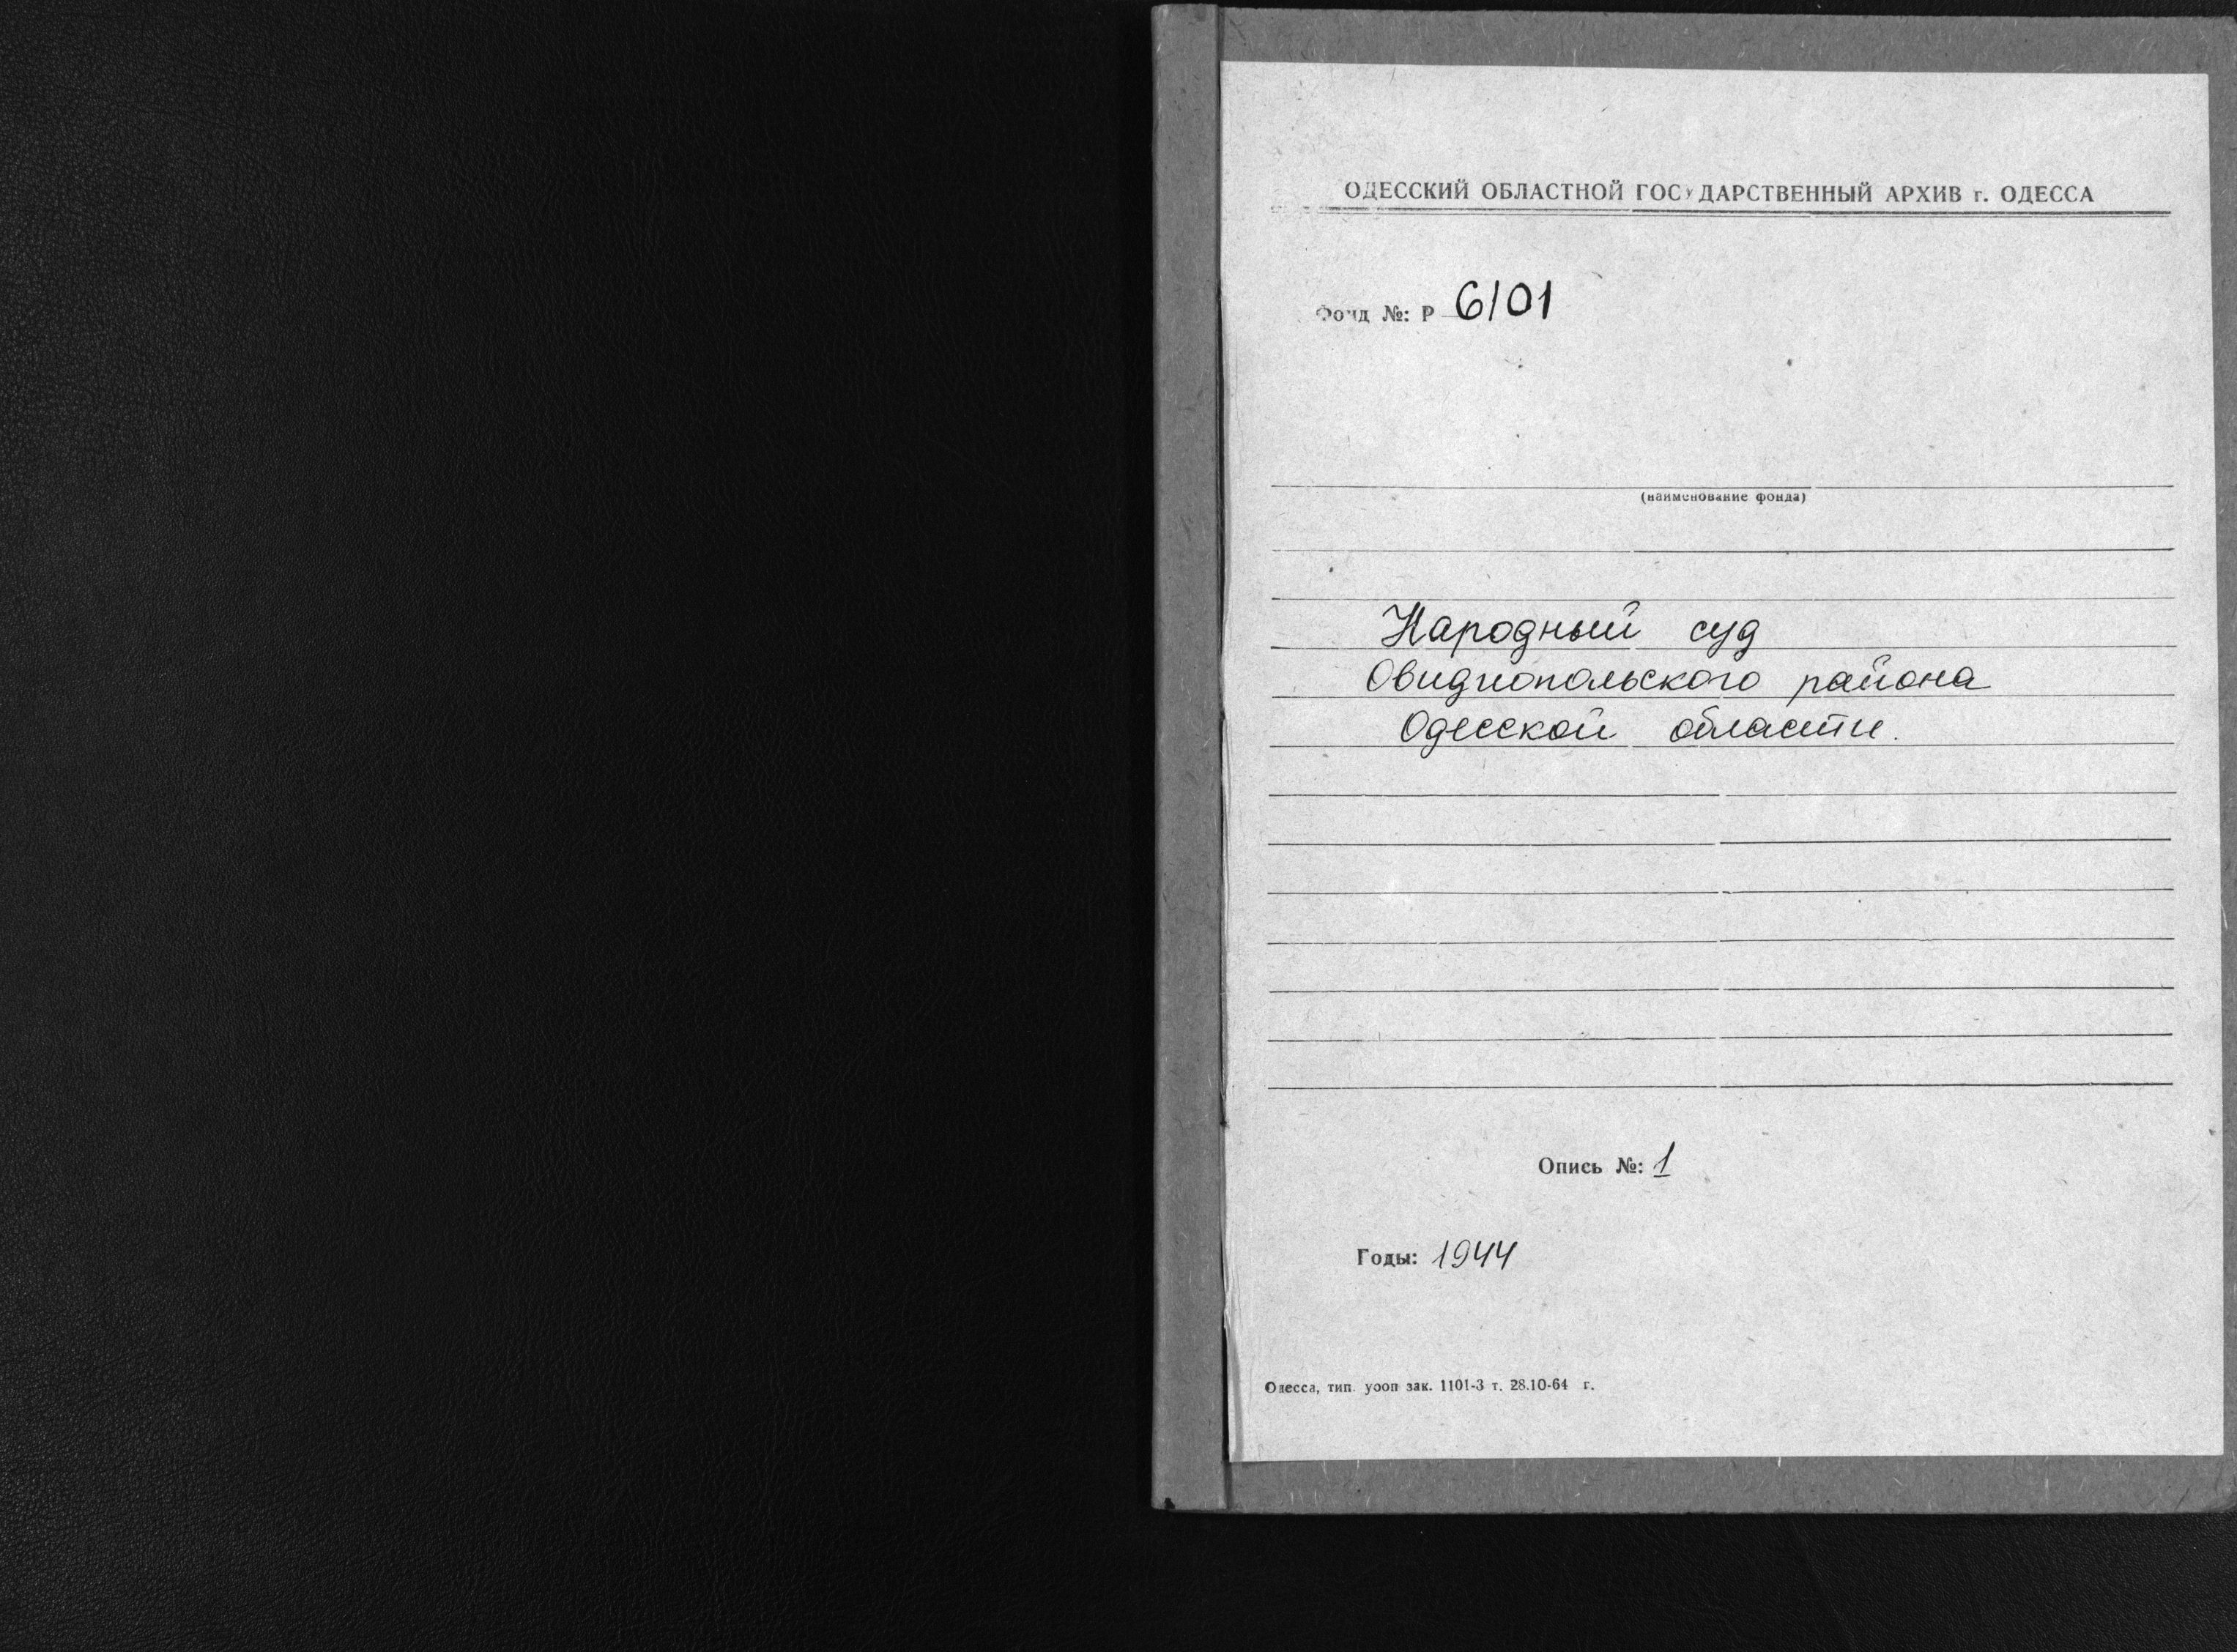 ОДЕССКИЙ ОБЛАСТНОЙ ГОСУДАРСТВЕННЫЙ АРХИВ г. ОДЕССА
Фонд №: Р 6101
(наименование фонда)
Народный суд
Овидиопольского района
Одесской области.
Опись №: 1
Годы: 1944
Одесса, тип. уооп зак. 1101-3 т. 28.10-64 г.